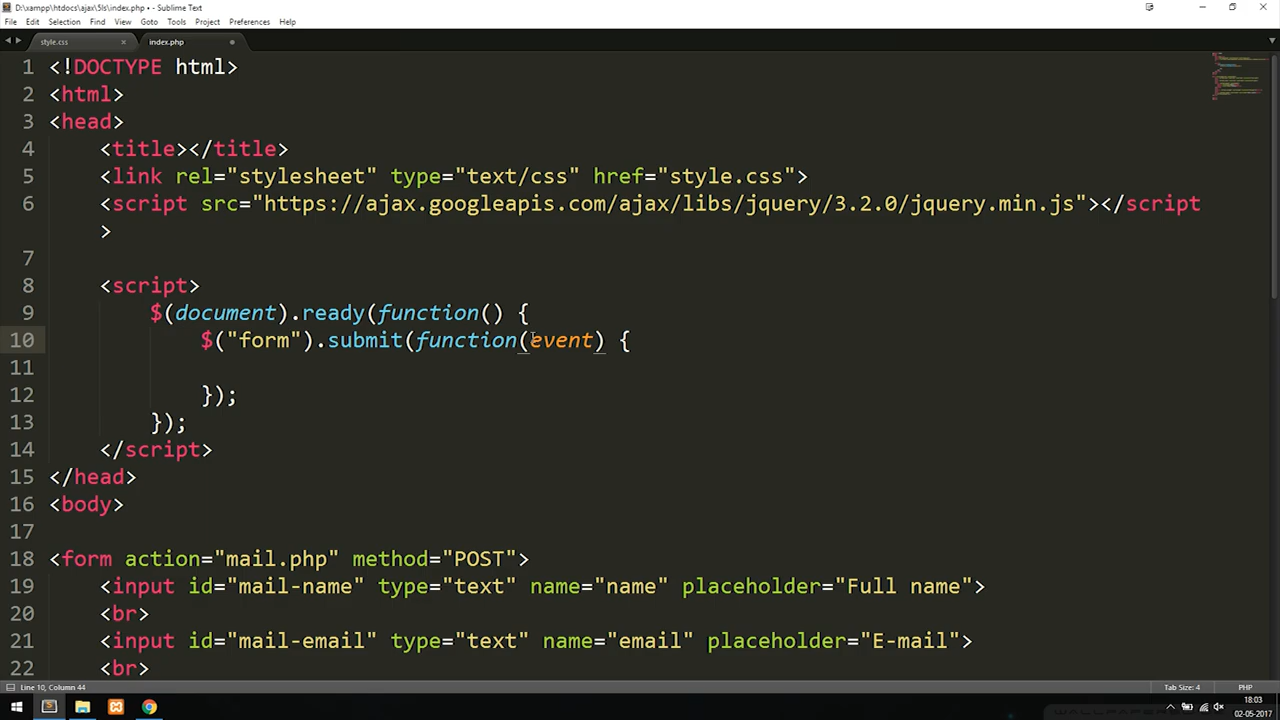 D:\xampp\htdocs\ajax\5ls\index.php • - Sublime Text
File Edit Selection Find View Goto Tools Project Preferences Help
style.css × index.php
1 <!DOCTYPE html>
2 <html>
3 <head>
4 <title></title>
5 <link rel="stylesheet" type="text/css" href="style.css">
6 <script src="https://ajax.googleapis.com/ajax/libs/jquery/3.2.0/jquery.min.js"></script
>
7
8 <script>
9 $(document).ready(function() {
10 $("form").submit(function(event) {
11
12 });
13 });
14 </script>
15 </head>
16 <body>
17
18 <form action="mail.php" method="POST">
19 <input id="mail-name" type="text" name="name" placeholder="Full name">
20 <br>
21 <input id="mail-email" type="text" name="email" placeholder="E-mail">
22 <br>
Line 10, Column 44 Tab Size: 4 PHP
18:03
02-05-2017